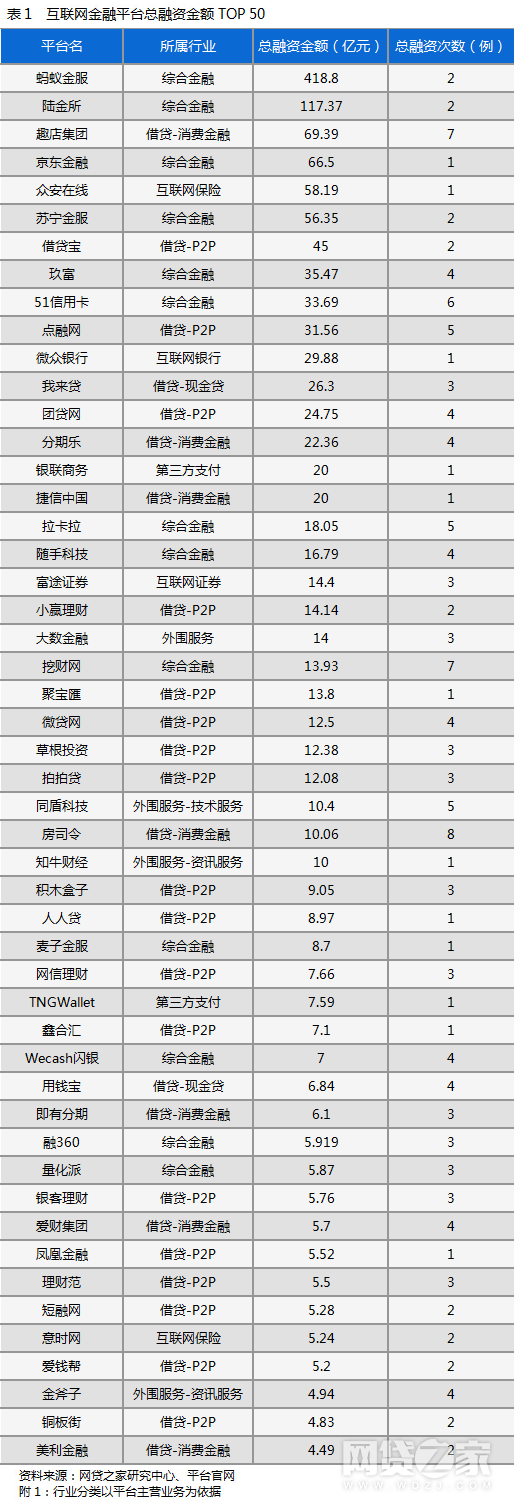 表1 互联网金融平台总融资金额 TOP 50
平台名 所属行业 总融资金额（亿元） 总融资次数（例）
蚂蚁金服 综合金融 418.8 2
陆金所 综合金融 117.37 2
趣店集团 借贷-消费金融 69.39 7
京东金融 综合金融 66.5 1
众安在线 互联网保险 58.19 1
苏宁金服 综合金融 56.35 2
借贷宝 借贷-P2P 45 2
玖富 综合金融 35.47 4
51信用卡 综合金融 33.69 6
点融网 借贷-P2P 31.56 5
微众银行 互联网银行 29.88 1
我来贷 借贷-现金贷 26.3 3
团贷网 借贷-P2P 24.75 4
分期乐 借贷-消费金融 22.36 4
银联商务 第三方支付 20 1
捷信中国 借贷-消费金融 20 1
拉卡拉 综合金融 18.05 5
随手科技 综合金融 16.79 4
富途证券 互联网证券 14.4 3
小赢理财 借贷-P2P 14.14 2
大数金融 外围服务 14 3
挖财网 综合金融 13.93 7
聚宝匯 借贷-P2P 13.8 1
微贷网 借贷-P2P 12.5 4
草根投资 借贷-P2P 12.38 3
拍拍贷 借贷-P2P 12.08 3
同盾科技 外围服务-技术服务 10.4 5
房司令 借贷-消费金融 10.06 8
知牛财经 外围服务-资讯服务 10 1
积木盒子 借贷-P2P 9.05 3
人人贷 借贷-P2P 8.97 1
麦子金服 综合金融 8.7 1
网信理财 借贷-P2P 7.66 3
TNGWallet 第三方支付 7.59 1
鑫合汇 借贷-P2P 7.1 1
Wecash闪银 综合金融 7 4
用钱宝 借贷-现金贷 6.84 4
即有分期 借贷-消费金融 6.1 3
融360 综合金融 5.919 3
量化派 综合金融 5.87 3
银客理财 借贷-P2P 5.76 3
爱财集团 借贷-消费金融 5.7 4
凤凰金融 借贷-P2P 5.52 1
理财范 借贷-P2P 5.5 3
短融网 借贷-P2P 5.28 2
意时网 互联网保险 5.24 2
爱钱帮 借贷-P2P 5.2 2
金斧子 外围服务-资讯服务 4.94 4
铜板街 借贷-P2P 4.83 2
美利金融 借贷-消费金融 4.49 2
网贷之家
WWW.WDZJ.COM
资料来源：网贷之家研究中心、平台官网
附1：行业分类以平台主营业务为依据